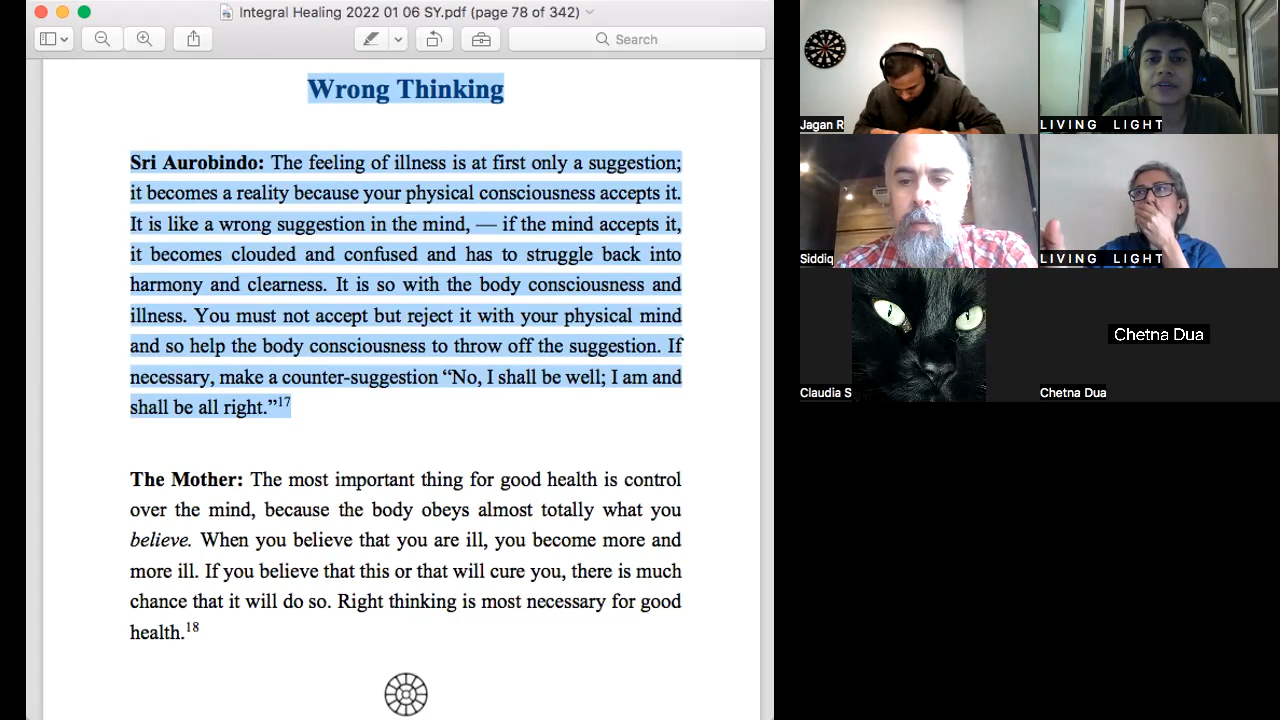 Integral Healing 2022 01 06 SY.pdf (page 78 of 342)
Search
Wrong Thinking
Sri Aurobindo: The feeling of illness is at first only a suggestion;
it becomes a reality because your physical consciousness accepts it.
It is like a wrong suggestion in the mind, — if the mind accepts it,
it becomes clouded and confused and has to struggle back into
harmony and clearness. It is so with the body consciousness and
illness. You must not accept but reject it with your physical mind
and so help the body consciousness to throw off the suggestion. If
necessary, make a counter-suggestion “No, I shall be well; I am and
shall be all right.”17
The Mother: The most important thing for good health is control
over the mind, because the body obeys almost totally what you
believe. When you believe that you are ill, you become more and
more ill. If you believe that this or that will cure you, there is much
chance that it will do so. Right thinking is most necessary for good
health.18
Jagan R
LIVING LIGHT
Siddiq
LIVING LIGHT
Claudia S
Chetna Dua
Chetna Dua